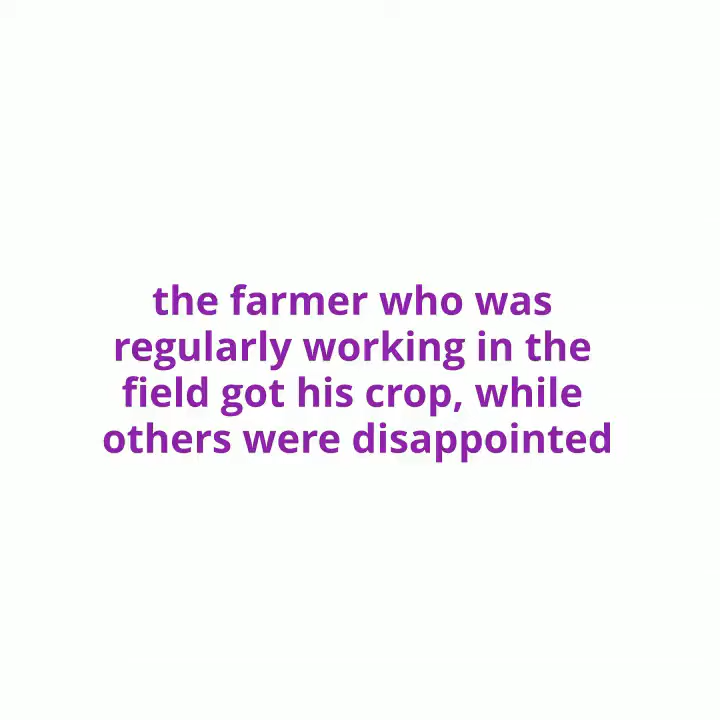 the farmer who was
regularly working in the
field got his crop, while
others were disappointed